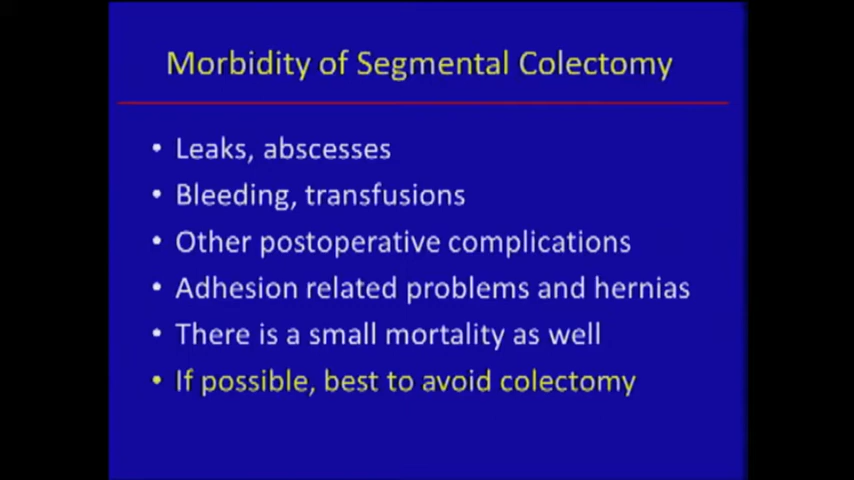 Morbidity of Segmental Colectomy
• Leaks, abscesses
• Bleeding, transfusions
• Other postoperative complications
• Adhesion related problems and hernias
• There is a small mortality as well
• If possible, best to avoid colectomy